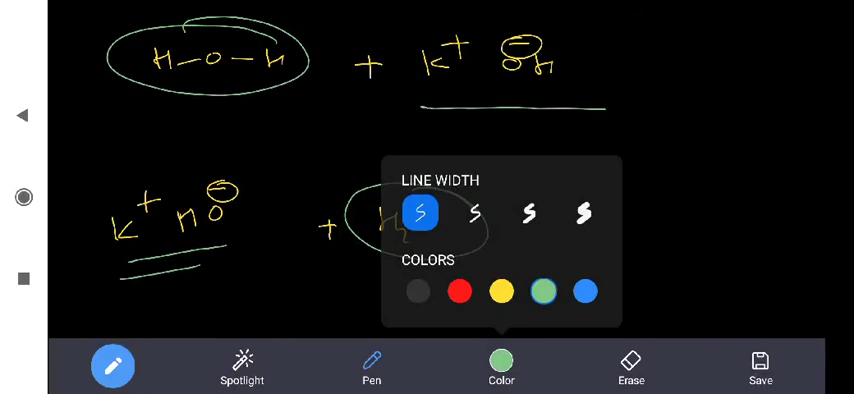 H-O-H + K+ ⊖OH
K+ HO⊖ +
LINE WIDTH
COLORS
Spotlight
Pen
Color
Erase
Save